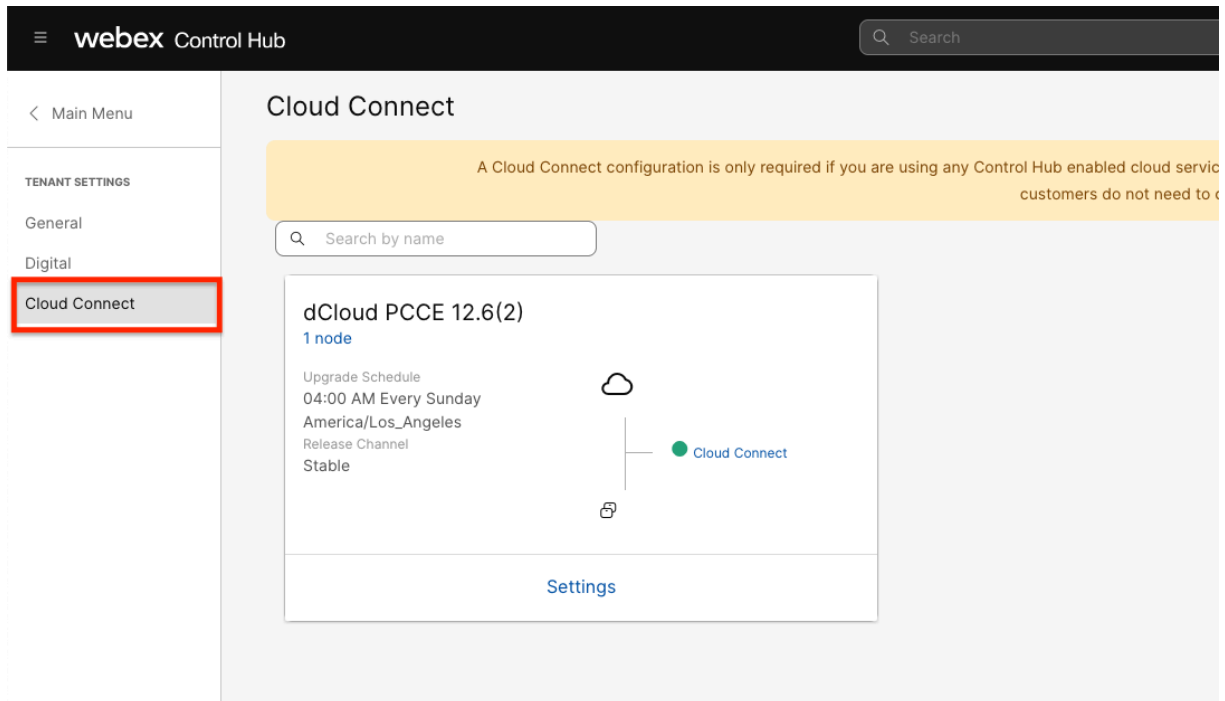 webex Control Hub
Search
Main Menu
Cloud Connect
TENANT SETTINGS
General
Digital
Cloud Connect
A Cloud Connect configuration is only required if you are using any Control Hub enabled cloud
customers do not need to
Search by name
dCloud PCCE 12.6(2)
1 node
Upgrade Schedule
04:00 AM Every Sunday
America/Los_Angeles
Release Channel
Stable
Cloud Connect
Settings